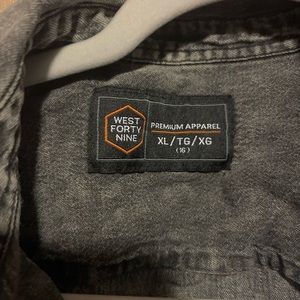 WEST
FORTY
NINE
PREMIUM APPAREL
XL/TG/XG
(16)